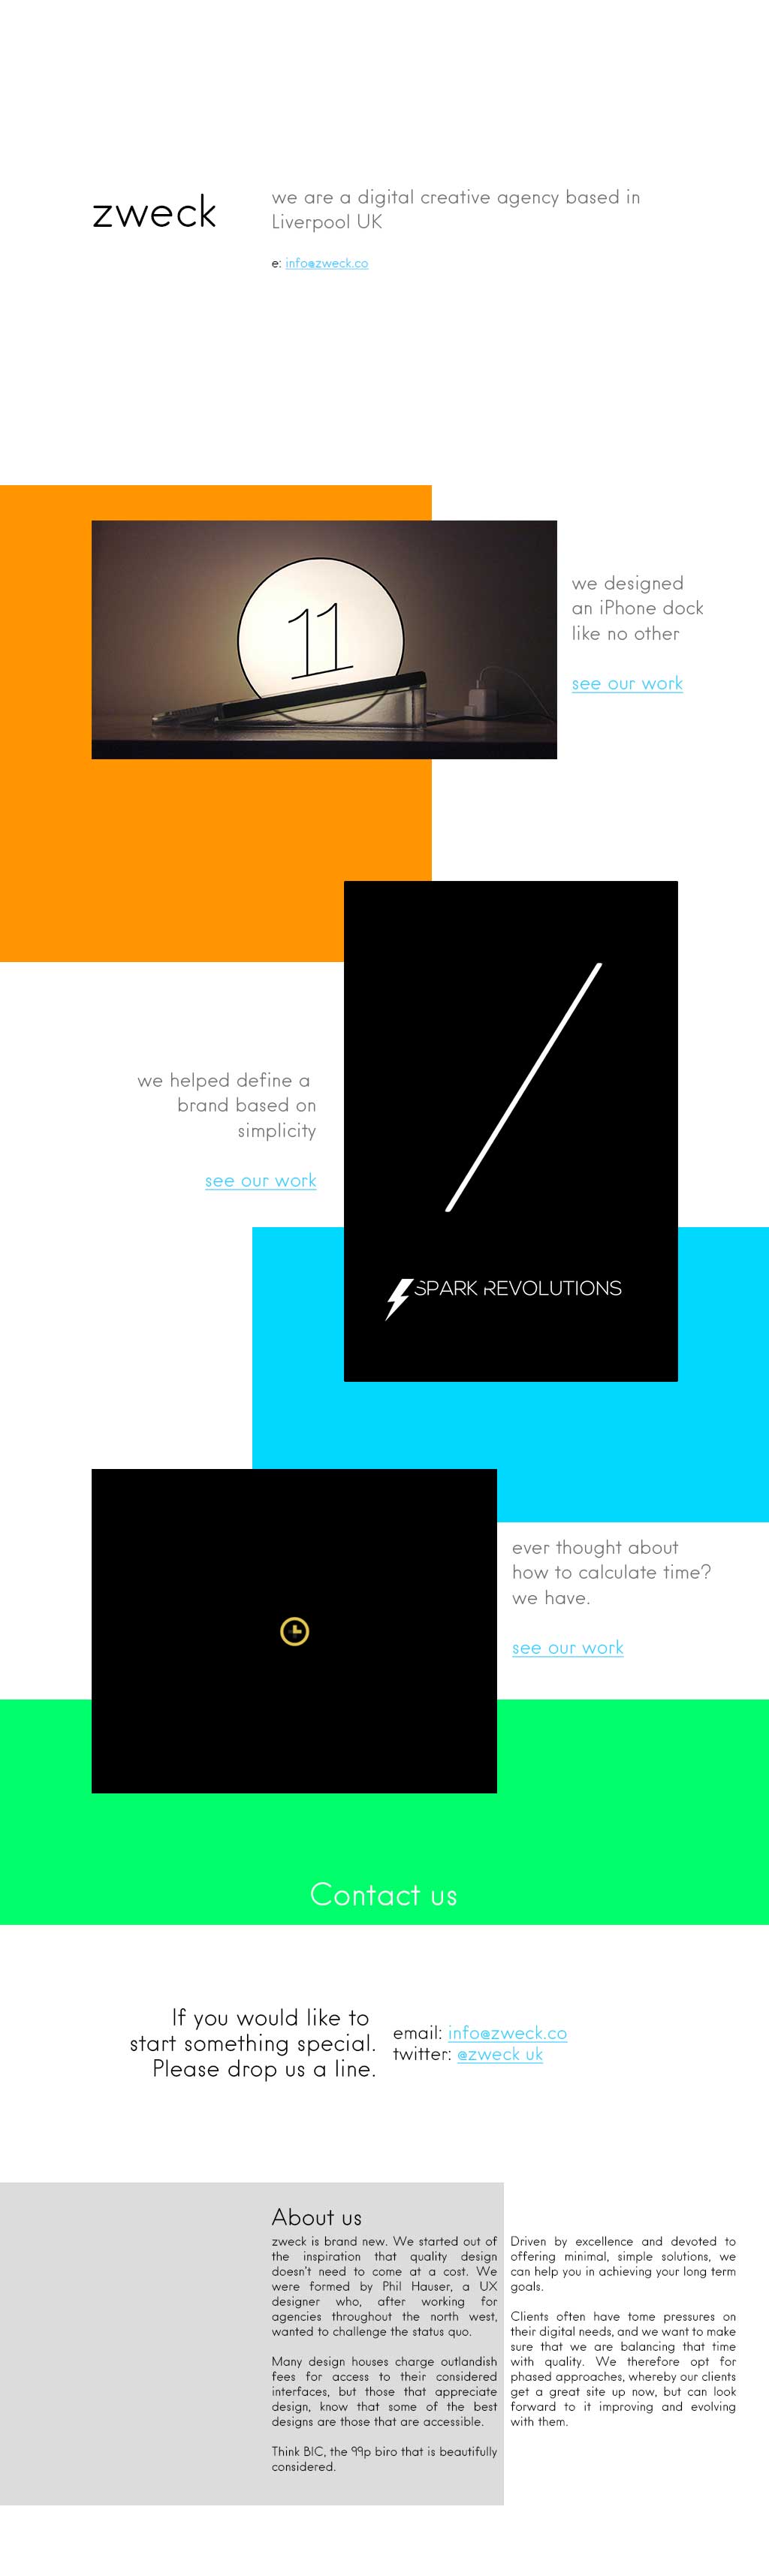 zweck
we are a digital creative agency based in
Liverpool UK
e: info@zweck.co
11
we designed
an iPhone dock
like no other
see our work
we helped define a
brand based on
simplicity
see our work
SPARK REVOLUTIONS
ever thought about
how to calculate time?
we have.
see our work
Contact us
If you would like to
start something special.
Please drop us a line.
email: info@zweck.co
twitter: @zweck uk
About us
zweck is brand new. We started out of
the inspiration that quality design
doesn't need to come at a cost. We
were formed by Phil Hauser, a UX
designer who, after working for
agencies throughout the north west,
wanted to challenge the status quo.
Many design houses charge outlandish
fees for access to their considered
interfaces, but those that appreciate
design, know that some of the best
designs are those that are accessible.
Think BIC, the 99p biro that is beautifully
considered.
Driven by excellence and devoted to
offering minimal, simple solutions, we
can help you in achieving your long term
goals.
Clients often have tome pressures on
their digital needs, and we want to make
sure that we are balancing that time
with quality. We therefore opt for
phased approaches, whereby our clients
get a great site up now, but can look
forward to it improving and evolving
with them.